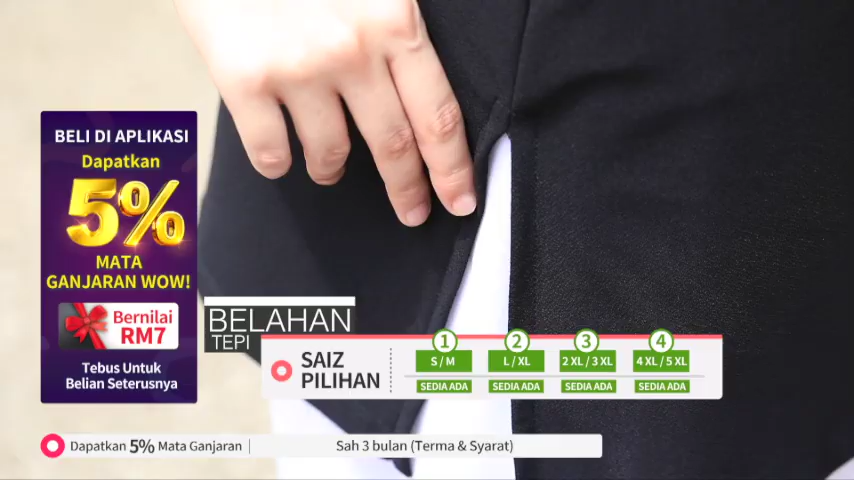 BELI DI APLIKASI
Dapatkan
5%
MATA
GANJARAN WOW!
Bernilai
RM7
Tebus Untuk
Belian Seterusnya
BELAHAN
TEPI
SAIZ
PILIHAN
1 2 3 4
S / M L / XL 2 XL / 3 XL 4 XL / 5 XL
SEDIA ADA SEDIA ADA SEDIA ADA SEDIA ADA
Dapatkan 5% Mata Ganjaran | Sah 3 bulan (Terma & Syarat)